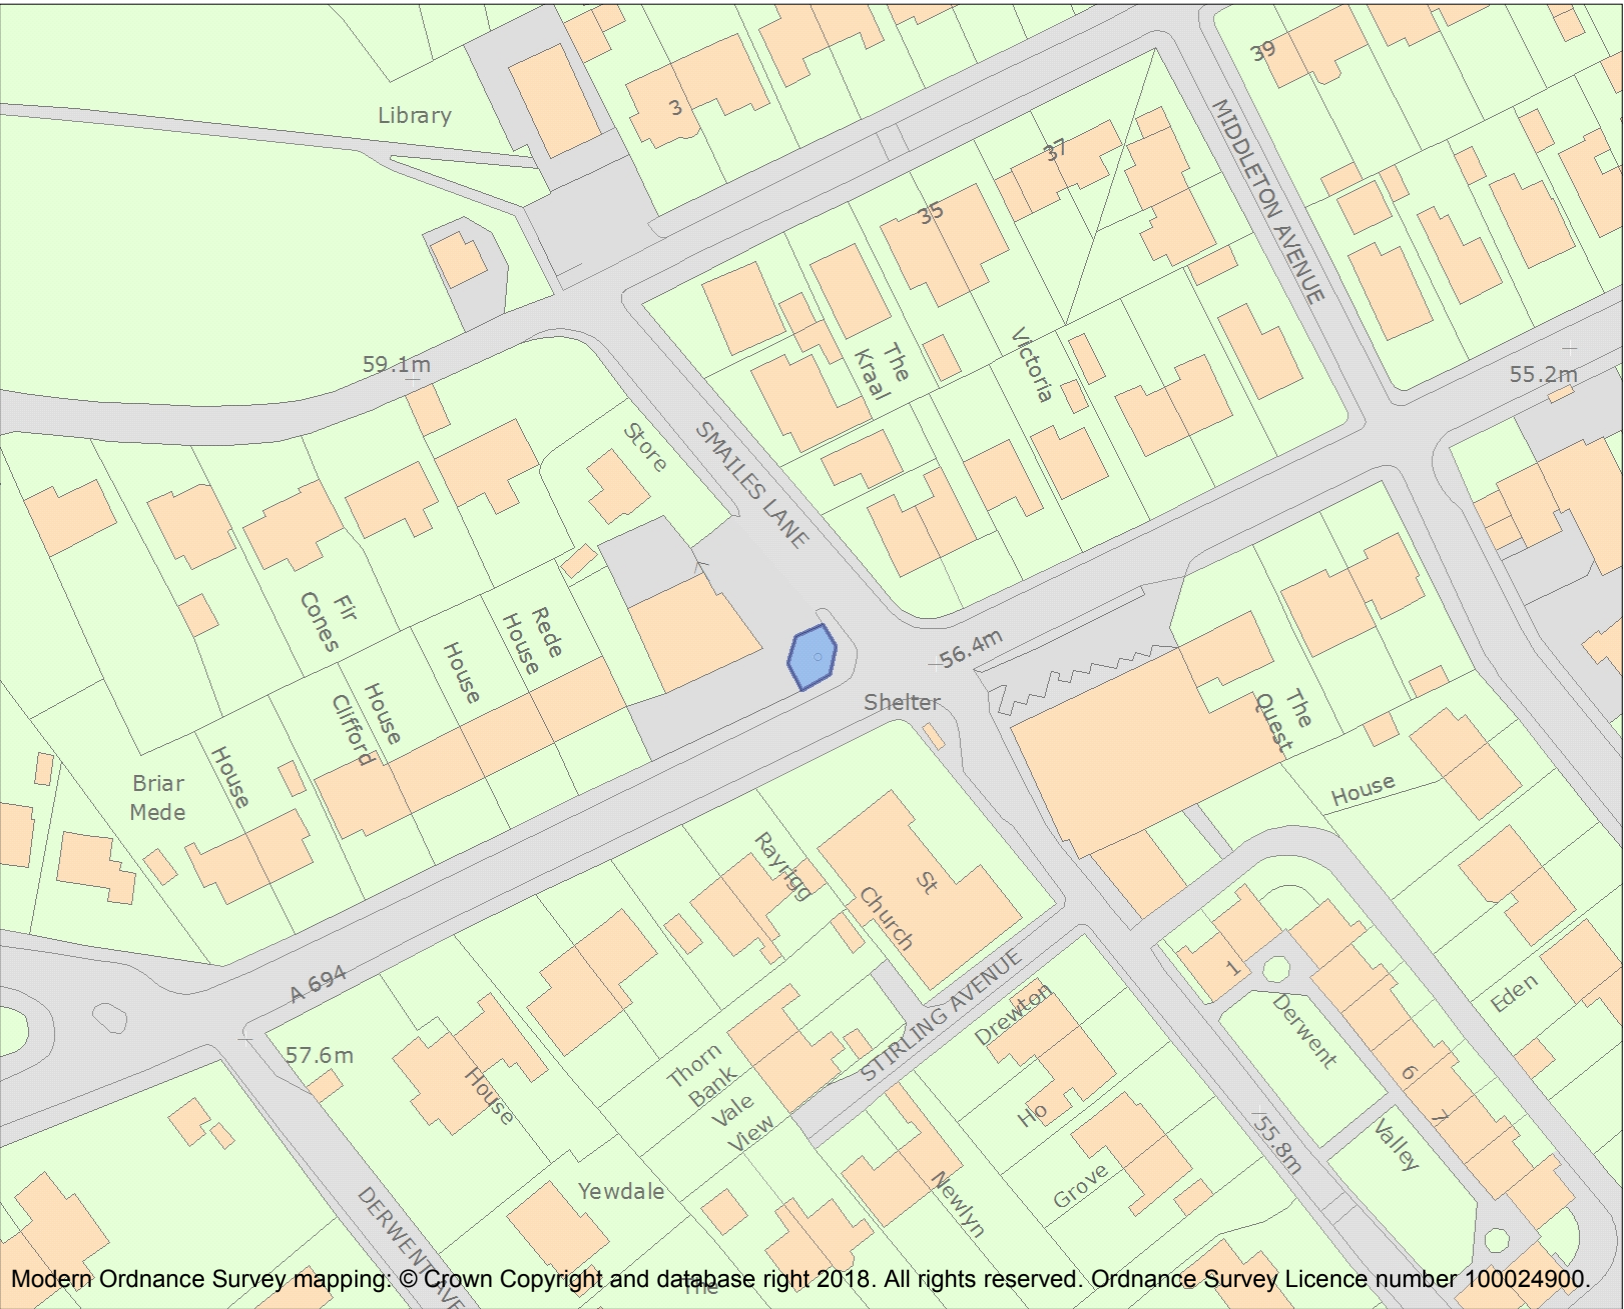 39
Library
3
37
MIDDLETON AVENUE
35
59.1m
The
Kraal
Victoria
55.2m
Store
SMAILES LANE
Fir
Cones
Rede
House
House
56.4m
Shelter
House
Clifford
The
Quest
House
Briar
Mede
House
Rayrigg
St
Church
A 694
1
Eden
Drewton
Derwent
STIRLING AVENUE
57.6m
Thorn
Bank
House
6
Vale
View
Ho
7
55.8m
Valley
Grove
Yewdale
Newlyn
DERWENT AVE
The
Modern Ordnance Survey mapping: © Crown Copyright and database right 2018. All rights reserved. Ordnance Survey Licence number 100024900.